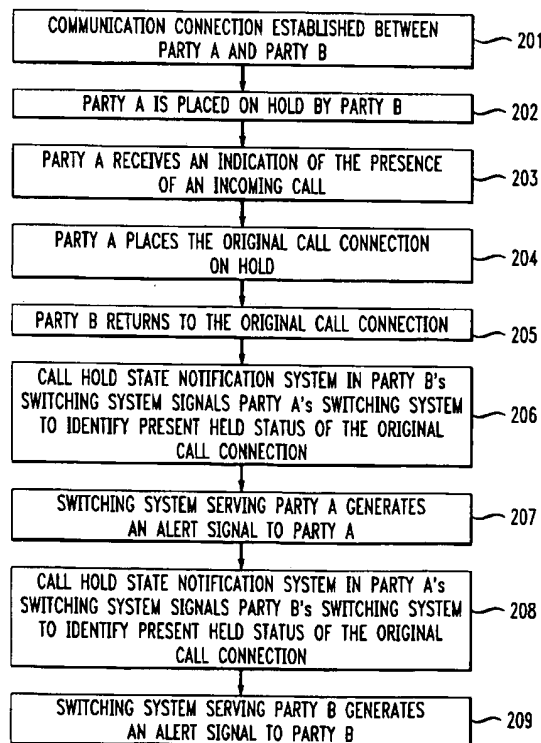 COMMUNICATION CONNECTION ESTABLISHED BETWEEN
PARTY A AND PARTY B
201
PARTY A IS PLACED ON HOLD BY PARTY B
202
PARTY A RECEIVES AN INDICATION OF THE PRESENCE
OF AN INCOMING CALL
203
PARTY A PLACES THE ORIGINAL CALL CONNECTION
ON HOLD
204
PARTY B RETURNS TO THE ORIGINAL CALL CONNECTION
205
CALL HOLD STATE NOTIFICATION SYSTEM IN PARTY B's
SWITCHING SYSTEM SIGNALS PARTY A's SWITCHING SYSTEM
TO IDENTIFY PRESENT HELD STATUS OF THE ORIGINAL
CALL CONNECTION
206
SWITCHING SYSTEM SERVING PARTY A GENERATES
AN ALERT SIGNAL TO PARTY A
207
CALL HOLD STATE NOTIFICATION SYSTEM IN PARTY A's
SWITCHING SYSTEM SIGNALS PARTY B's SWITCHING SYSTEM
TO IDENTIFY PRESENT HELD STATUS OF THE ORIGINAL
CALL CONNECTION
208
SWITCHING SYSTEM SERVING PARTY B GENERATES
AN ALERT SIGNAL TO PARTY B
209